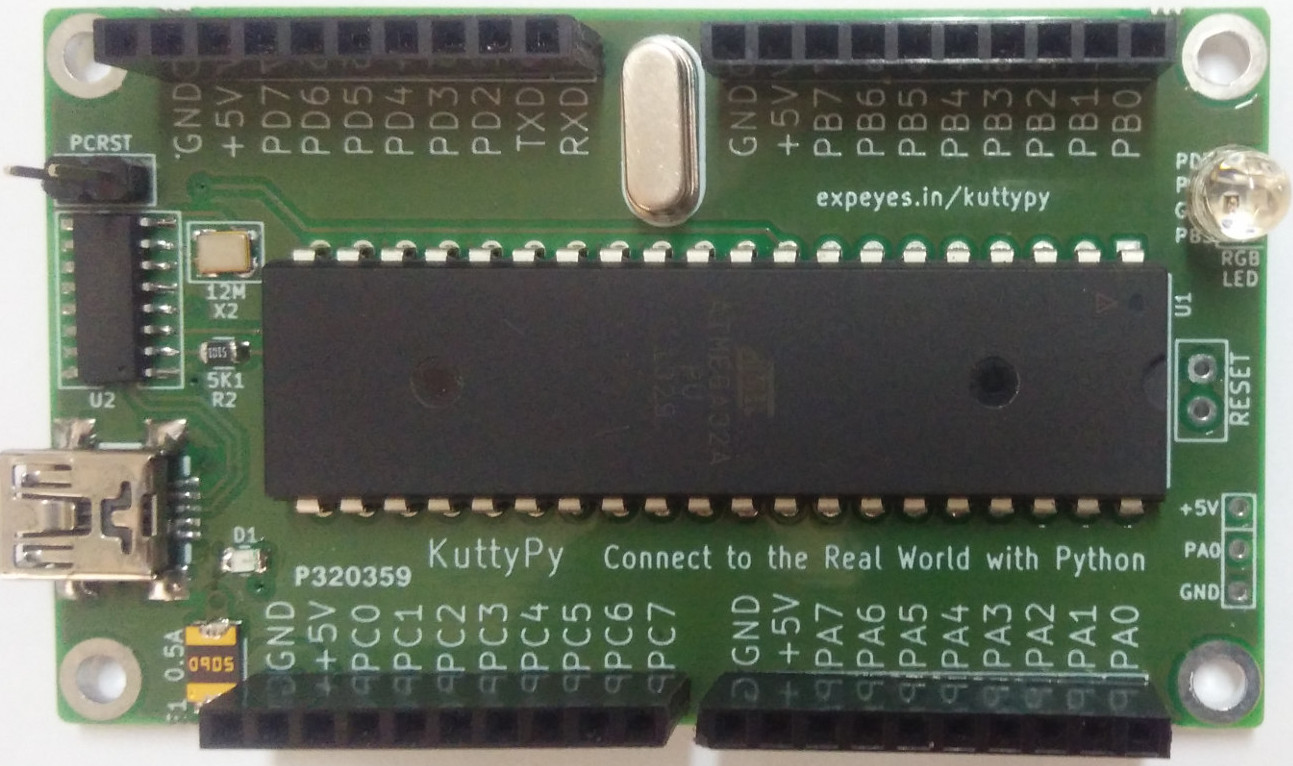 GND +5V PD7 PD6 PD5 PD4 PD3 PD2 TXD RXD
GND +5V PB7 PB6 PB5 PB4 PB3 PB2 PB1 PB0
PCRST
expeyes.in/kuttypy
RGB
LED
12M
X2
U1
5K1
R2
U2
RESET
ATMEGA32A
PU
D1
KuttyPy
Connect to the Real World with Python
P320359
+5V
PA0
GND
0.5A
GND +5V PC0 PC1 PC2 PC3 PC4 PC5 PC6 PC7
GND +5V PA7 PA6 PA5 PA4 PA3 PA2 PA1 PA0